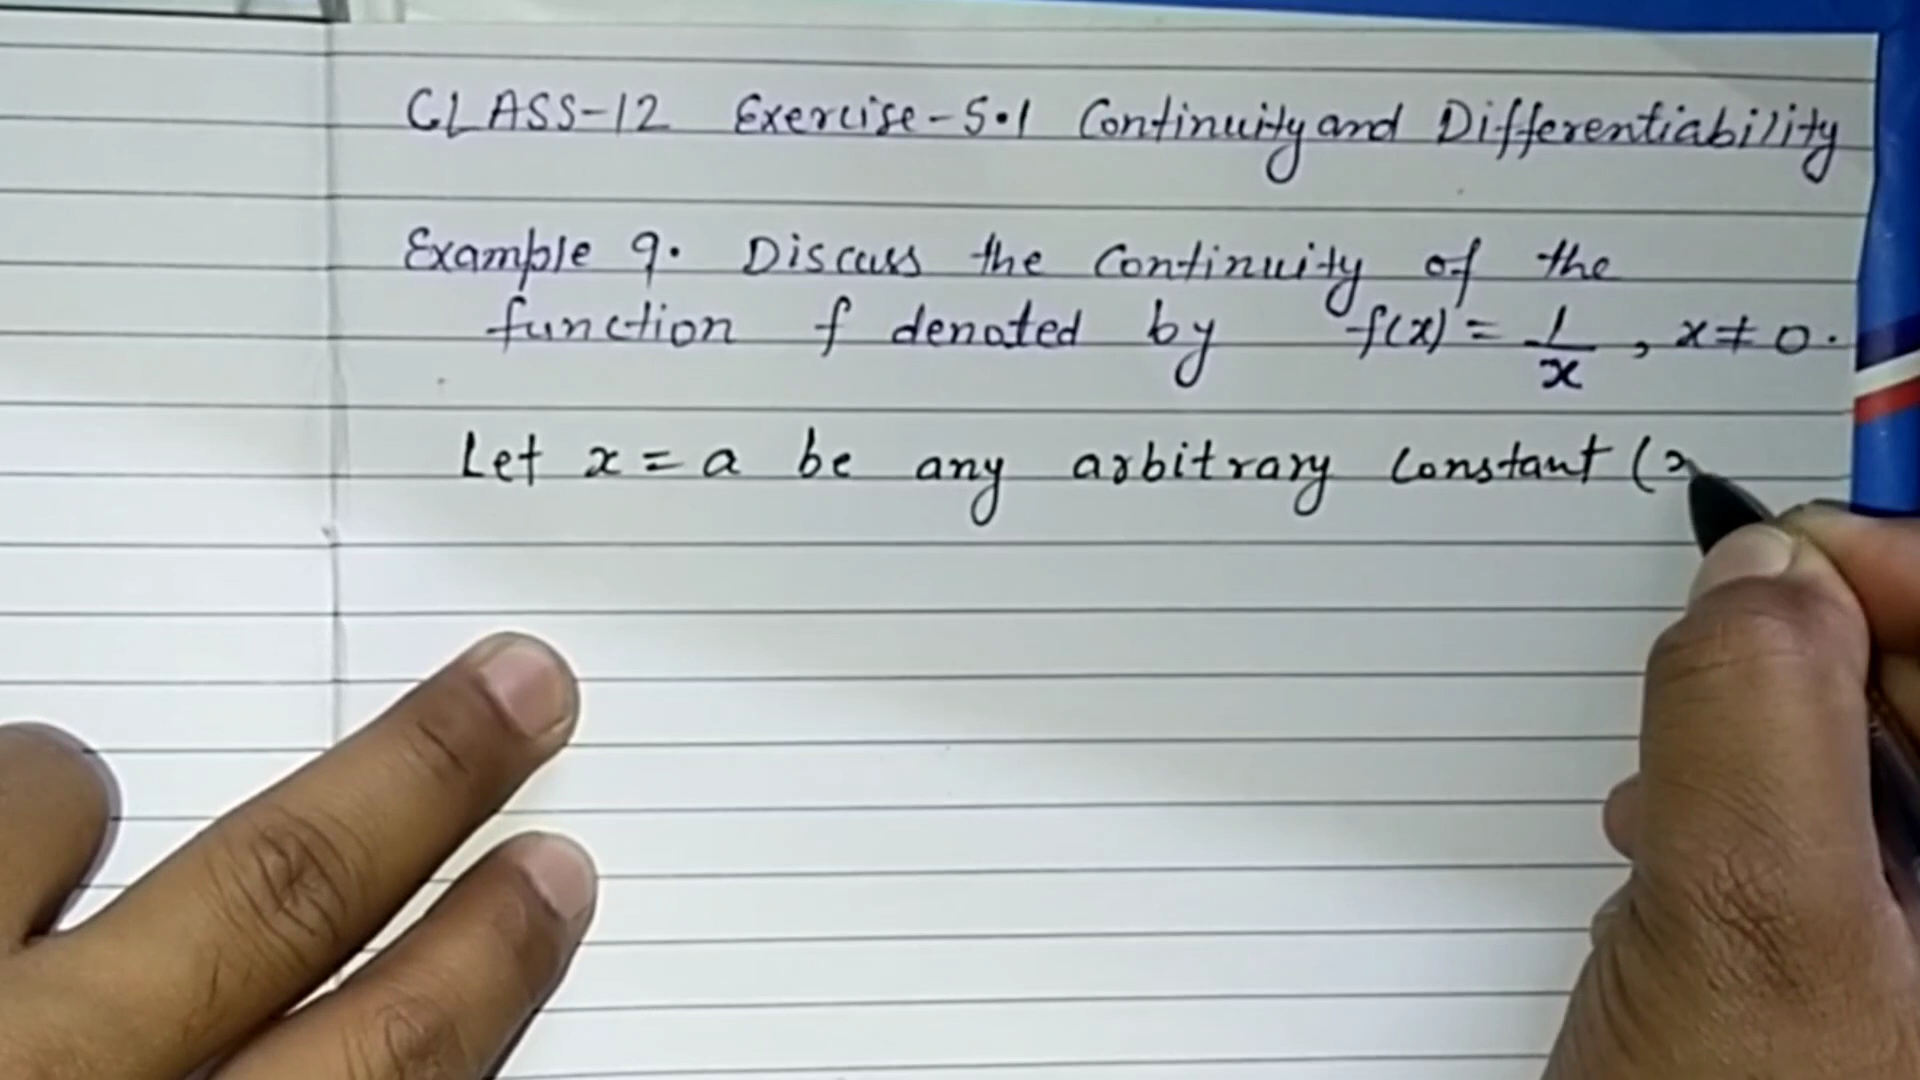 CLASS-12 Exercise-5.1 Continuity and Differentiability
Example 9. Discuss the Continuity of the
function f denoted by f(x) = 1/x, x ≠ 0.
Let x = a be any arbitrary constant (x